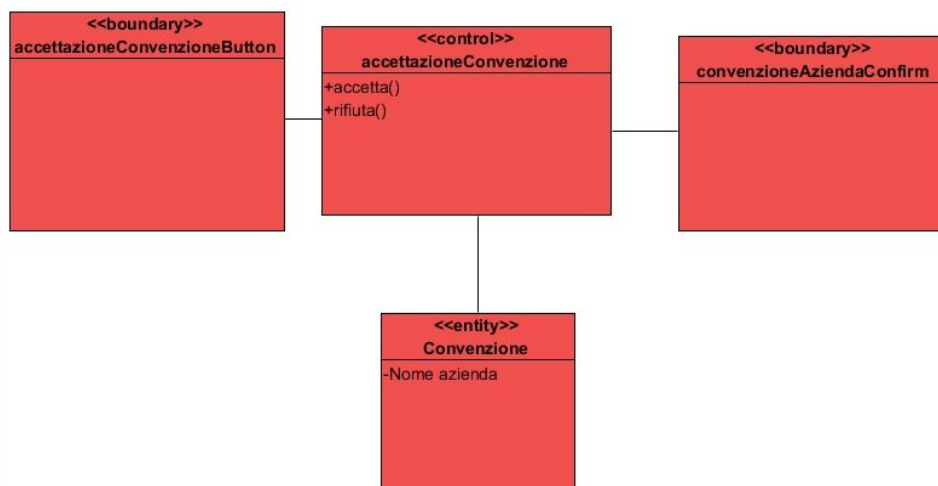 <<boundary>>
accettazioneConvenzioneButton
<<control>>
accettazioneConvenzione
+accetta()
+rifiuta()
<<boundary>>
convenzioneAziendaConfirm
<<entity>>
Convenzione
-Nome azienda